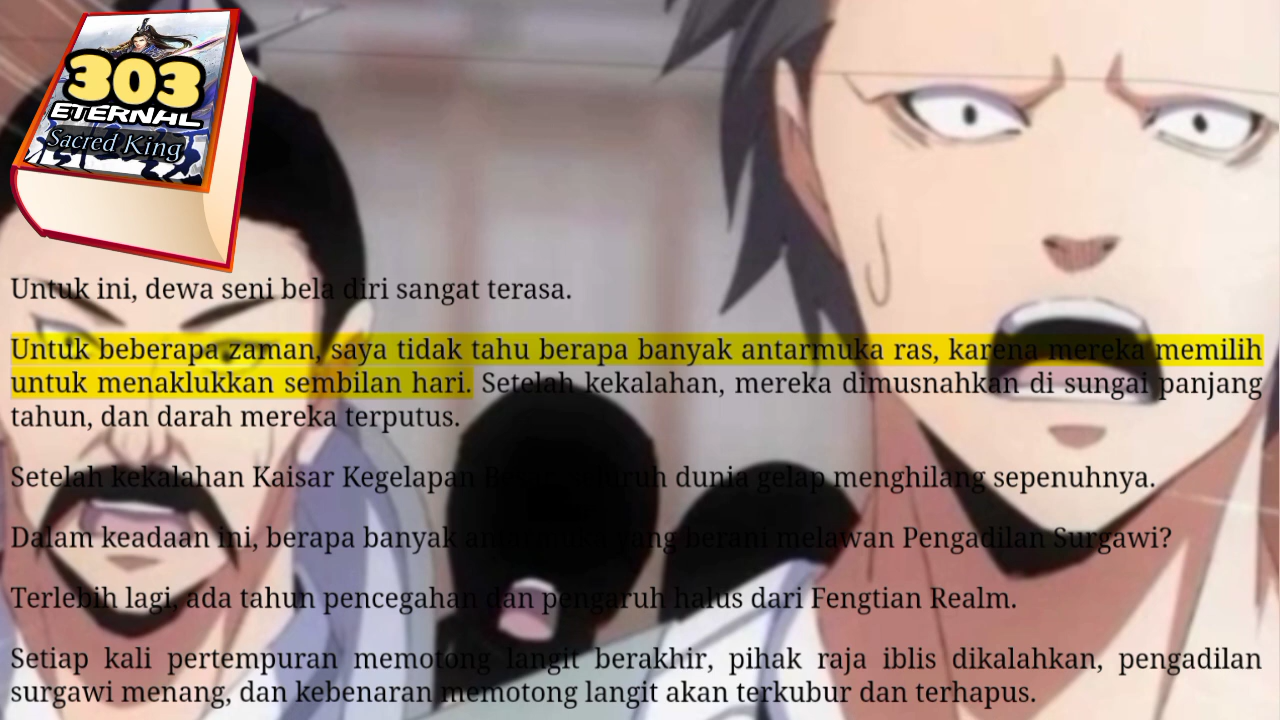 303
ETERNAL
Sacred King
Untuk ini, dewa seni bela diri sangat terasa.
Untuk beberapa zaman, saya tidak tahu berapa banyak antarmuka ras, karena mereka memilih
untuk menaklukkan sembilan hari. Setelah kekalahan, mereka dimusnahkan di sungai panjang
tahun, dan darah mereka terputus.
Setelah kekalahan Kaisar Kegelapan Besar, seluruh dunia gelap menghilang sepenuhnya.
Dalam keadaan ini, berapa banyak antarmuka yang berani melawan Pengadilan Surgawi?
Terlebih lagi, ada tahun pencegahan dan pengaruh halus dari Fengtian Realm.
Setiap kali pertempuran memotong langit berakhir, pihak raja iblis dikalahkan, pengadilan
surgawi menang, dan kebenaran memotong langit akan terkubur dan terhapus.